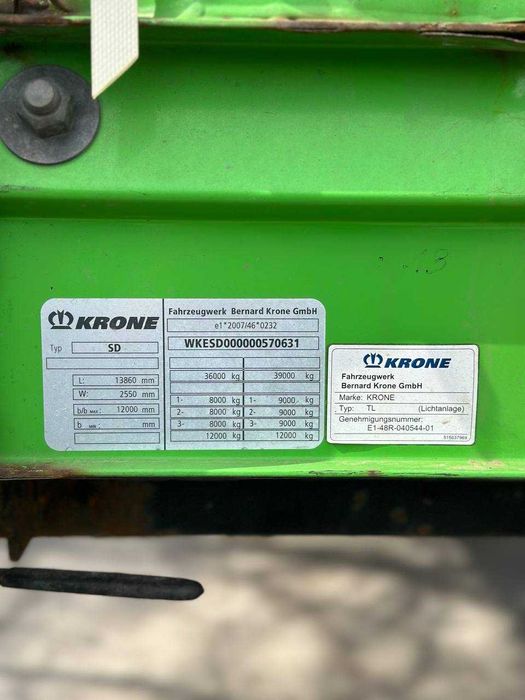 KRONE
Typ SD
L: 13860 mm
W: 2550 mm
b/b MAX : 12000 mm
b MIN : mm
Fahrzeugwerk Bernard Krone GmbH
e1*2007/46*0232
WKESD000000570631
36000 kg 39000 kg
1- 8000 kg 1- 9000 kg
2- 8000 kg 2- 9000 kg
3- 8000 kg 3- 9000 kg
12000 kg 12000 kg
KRONE
Fahrzeugwerk
Bernard Krone GmbH
Marke: KRONE
Typ: TL (Lichtanlage)
Genehmigungsnummer:
E1-48R-040544-01